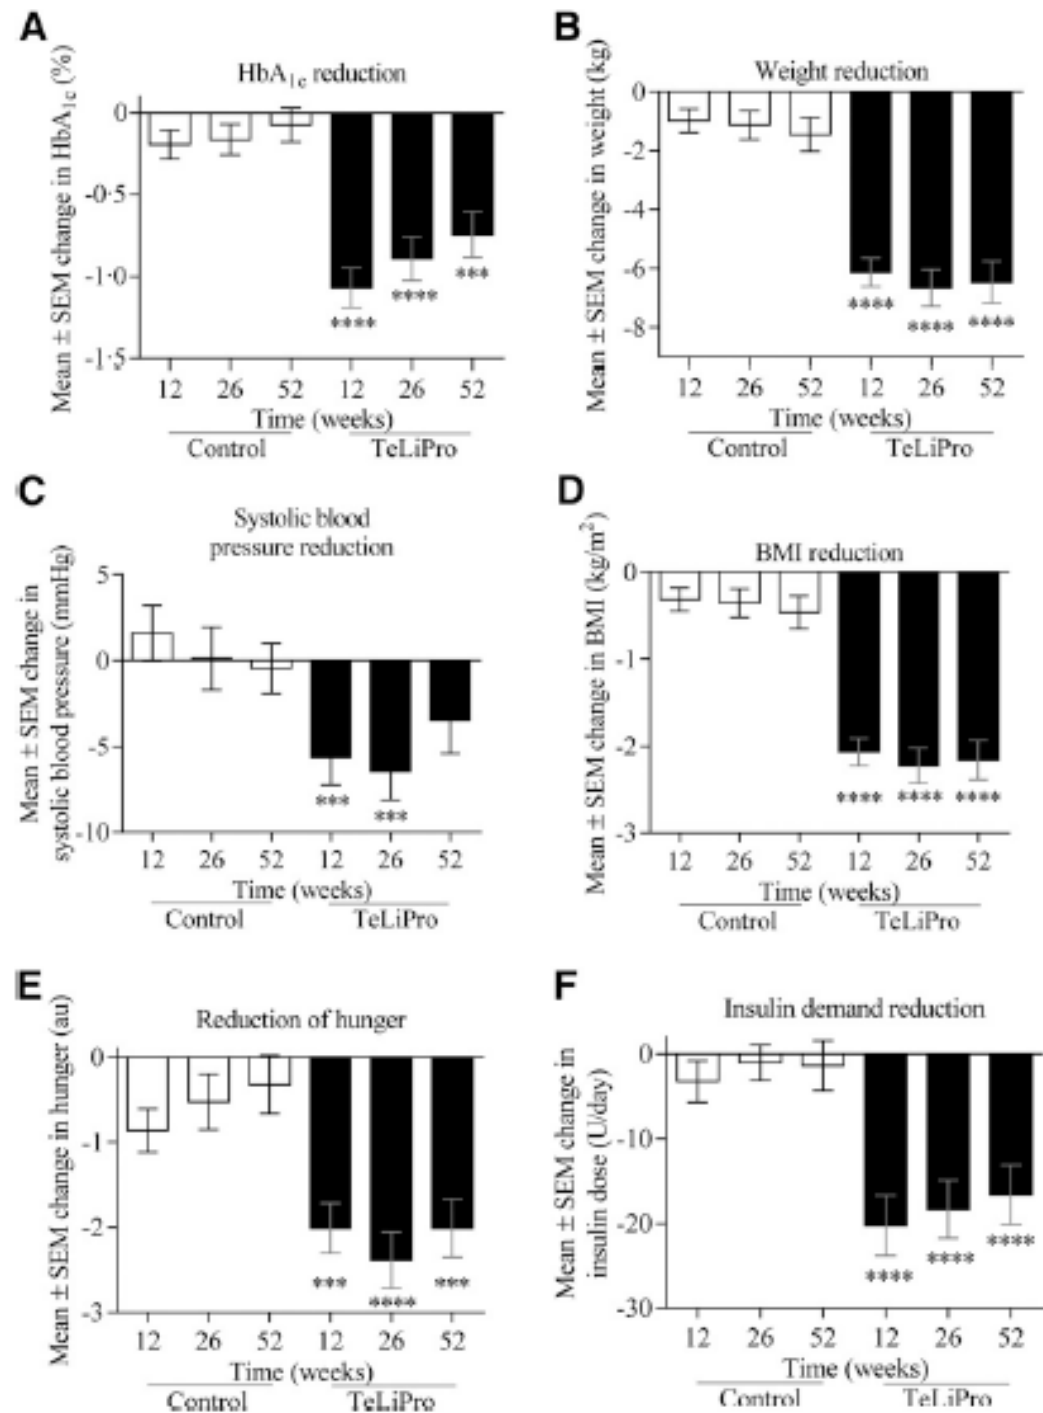 A
HbA1c reduction
Mean ± SEM change in HbA1c (%)
0
-0·5
-1·0
-1·5
**** **** ***
12 26 52 12 26 52
Time (weeks)
Control TeLiPro
B
Weight reduction
Mean ± SEM change in weight (kg)
0
-2
-4
-6
-8
**** **** ****
12 26 52 12 26 52
Time (weeks)
Control TeLiPro
C
Systolic blood
pressure reduction
Mean ± SEM change in
systolic blood pressure (mmHg)
5
0
-5
-10
*** ***
12 26 52 12 26 52
Time (weeks)
Control TeLiPro
D
BMI reduction
Mean ± SEM change in BMI (kg/m²)
0
-1
-2
-3
**** **** ****
12 26 52 12 26 52
Time (weeks)
Control TeLiPro
E
Reduction of hunger
Mean ± SEM change in hunger (au)
0
-1
-2
-3
*** **** ***
12 26 52 12 26 52
Time (weeks)
Control TeLiPro
F
Insulin demand reduction
Mean ± SEM change in
insulin dose (U/day)
0
-10
-20
-30
**** **** ****
12 26 52 12 26 52
Time (weeks)
Control TeLiPro